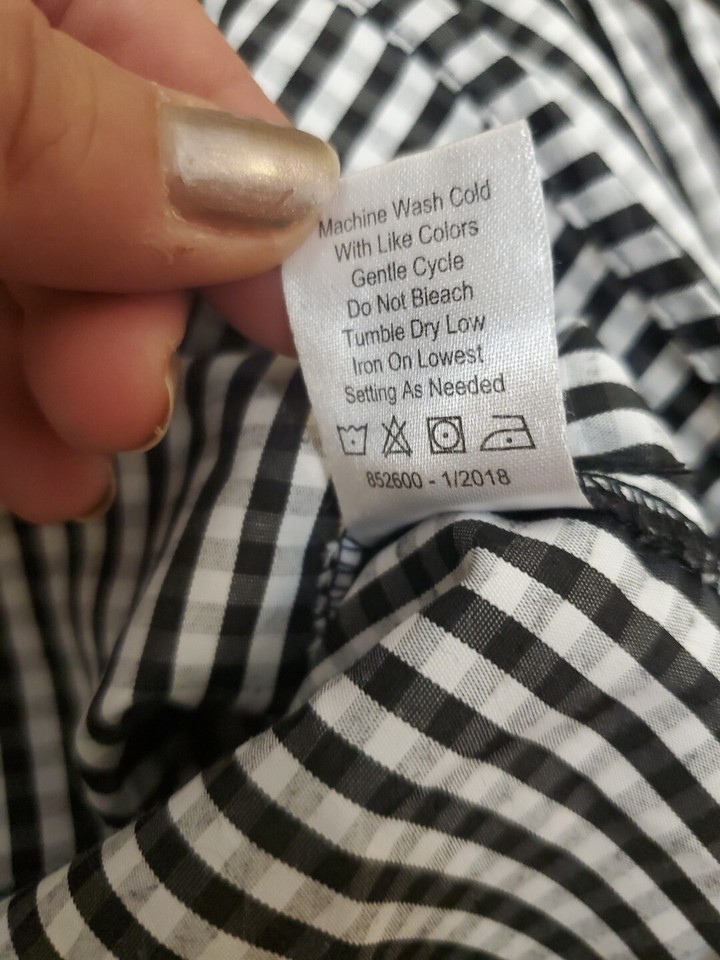 Machine Wash Cold
With Like Colors
Gentle Cycle
Do Not Bleach
Tumble Dry Low
Iron On Lowest
Setting As Needed
852600 - 1/2018